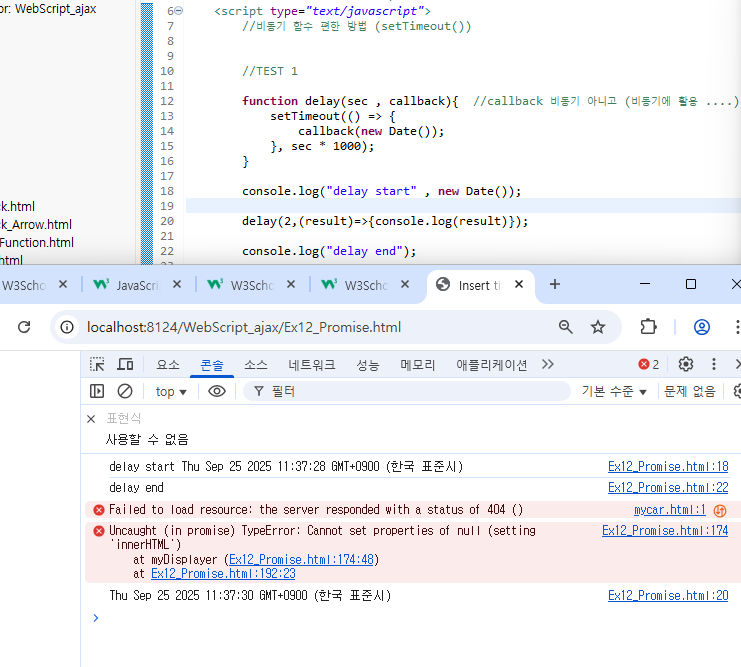 or: WebScript_ajax
6 <script type="text/javascript">
7 //비동기 함수 편한 방법 (setTimeout())
8
9
10 //TEST 1
11
12 function delay(sec , callback){ //callback 비동기 아니고 (비동기에 활용 ....)
13 setTimeout(() => {
14 callback(new Date());
15 }, sec * 1000);
16 }
17
18 console.log("delay start" , new Date());
19
20 delay(2,(result)=>{console.log(result)});
21
22 console.log("delay end");
k.html
k_Arrow.html
Function.html
html
W3Scho
JavaScri
W3Scho
W3Scho
Insert ti
localhost:8124/WebScript_ajax/Ex12_Promise.html
요소 콘솔 소스 네트워크 성능 메모리 애플리케이션 2
top 필터 기본 수준 문제 없음
표현식
사용할 수 없음
delay start Thu Sep 25 2025 11:37:28 GMT+0900 (한국 표준시) Ex12_Promise.html:18
delay end Ex12_Promise.html:22
Failed to load resource: the server responded with a status of 404 () mycar.html:1
Uncaught (in promise) TypeError: Cannot set properties of null (setting Ex12_Promise.html:174
'innerHTML')
at myDisplayer (Ex12_Promise.html:174:48)
at Ex12_Promise.html:192:23
Thu Sep 25 2025 11:37:30 GMT+0900 (한국 표준시) Ex12_Promise.html:20